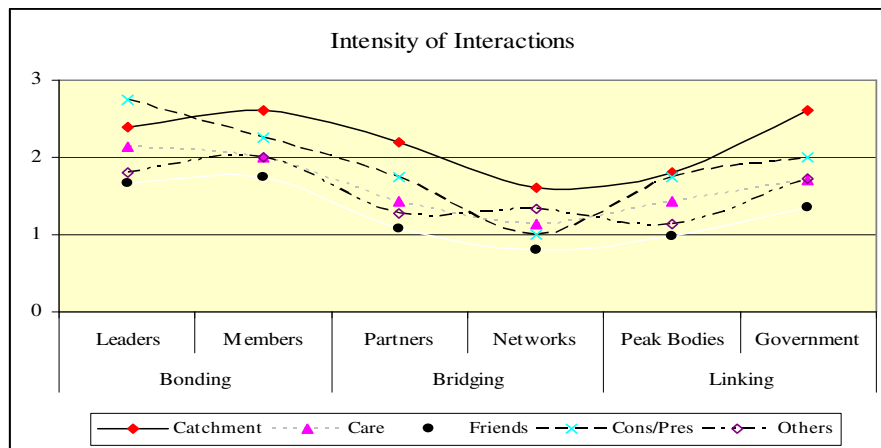 Intensity of Interactions
3
2
1
0
Leaders Members Partners Networks Peak Bodies Government
Bonding Bridging Linking
Catchment Care Friends Cons/Pres Others